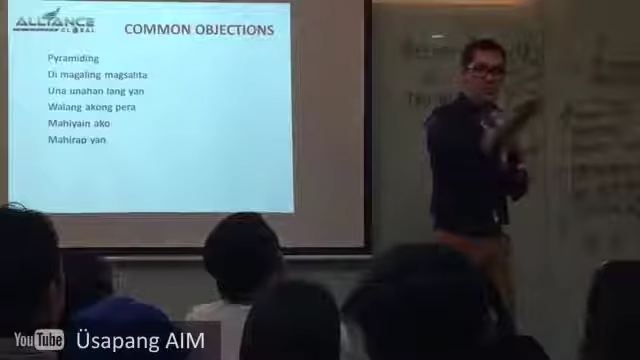 ALLIANCE
GLOBAL
COMMON OBJECTIONS
Pyramiding
Di magaling magsalita
Una unahan lang yan
Walang akong pera
Mahiyain ako
Mahirap yan
YouTube Üsapang AIM